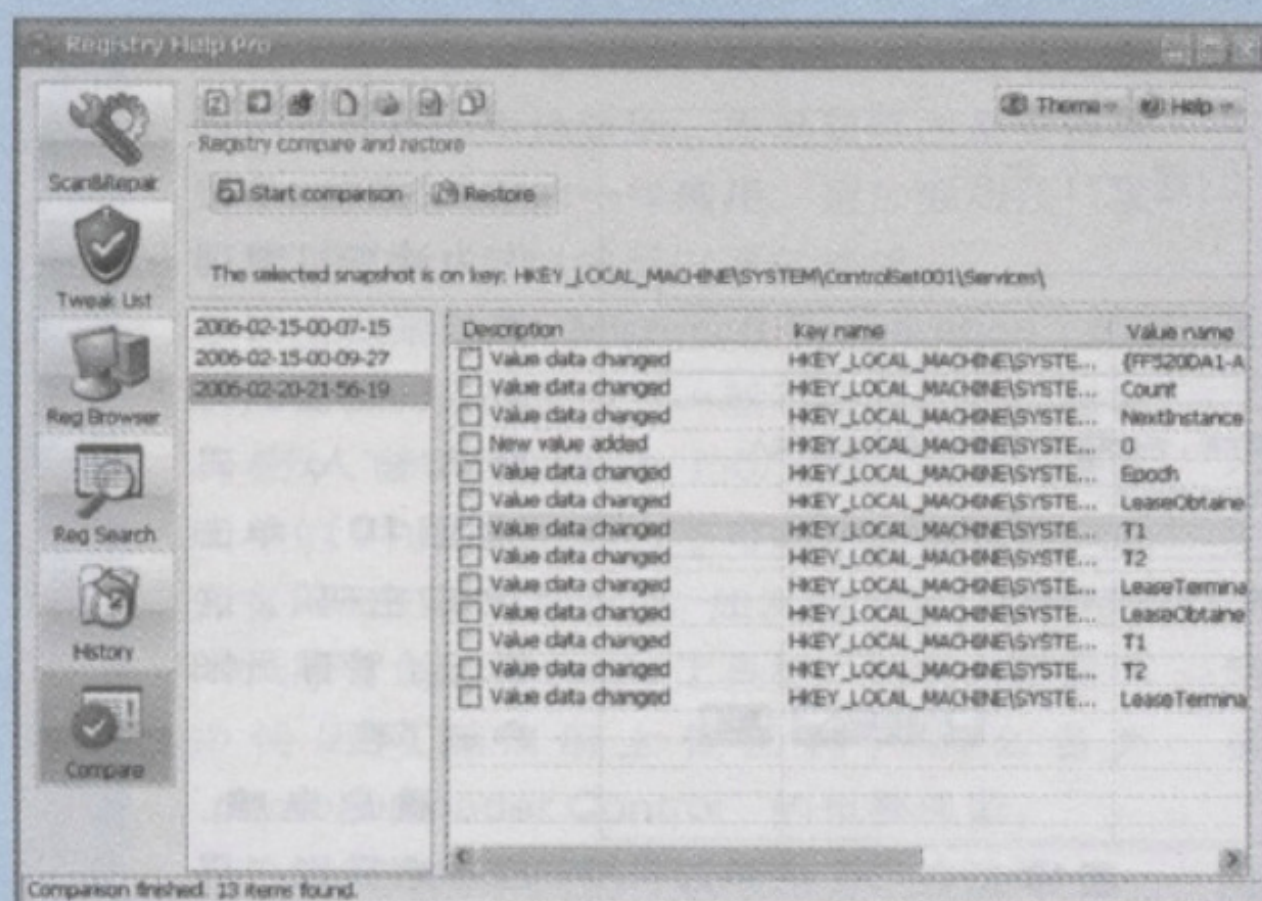 Registry Help Pro
Theme Help
Registry compare and restore
Scan&Repair
Start comparison Restore
The selected snapshot is on key: HKEY_LOCAL_MACHINE\SYSTEM\ControlSet001\Services\
Tweak List
2006-02-15-00-07-15
2006-02-15-00-09-27
2006-02-20-21-56-19
Reg Browser
Reg Search
History
Compare
Description Key name Value name
Value data changed HKEY_LOCAL_MACHINE\SYSTE... {FF520DA1-A
Value data changed HKEY_LOCAL_MACHINE\SYSTE... Count
Value data changed HKEY_LOCAL_MACHINE\SYSTE... NextInstance
New value added HKEY_LOCAL_MACHINE\SYSTE... 0
Value data changed HKEY_LOCAL_MACHINE\SYSTE... Epoch
Value data changed HKEY_LOCAL_MACHINE\SYSTE... LeaseObtaine
Value data changed HKEY_LOCAL_MACHINE\SYSTE... T1
Value data changed HKEY_LOCAL_MACHINE\SYSTE... T2
Value data changed HKEY_LOCAL_MACHINE\SYSTE... LeaseTermina
Value data changed HKEY_LOCAL_MACHINE\SYSTE... LeaseObtaine
Value data changed HKEY_LOCAL_MACHINE\SYSTE... T1
Value data changed HKEY_LOCAL_MACHINE\SYSTE... T2
Value data changed HKEY_LOCAL_MACHINE\SYSTE... LeaseTermina
Comparison finished. 13 items found.